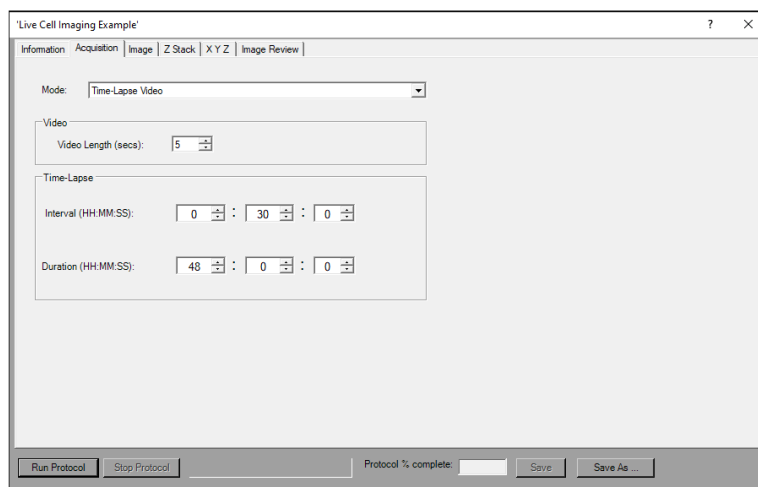 'Live Cell Imaging Example' ?
Information Acquisition Image Z Stack X Y Z Image Review
Mode: Time-Lapse Video
Video
Video Length (secs): 5
Time-Lapse
Interval (HH:MM:SS): 0 : 30 : 0
Duration (HH:MM:SS): 48 : 0 : 0
Run Protocol Stop Protocol Protocol % complete: Save Save As ...